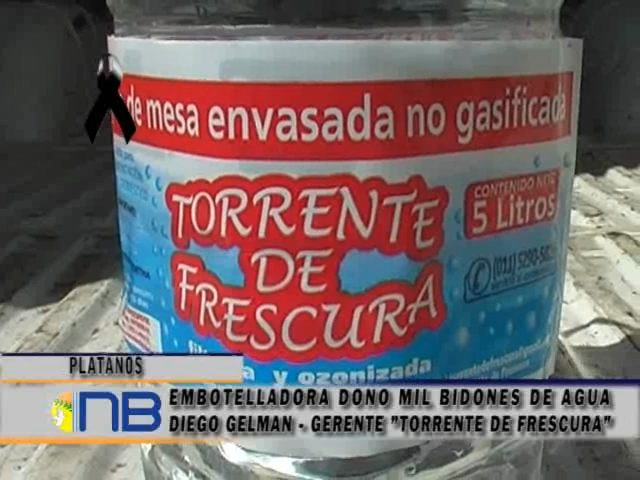 de mesa envasada no gasificada
TORRENTE
DE
FRESCURA
CONTENIDO NETO
5 Litros
(011)
y ozonizada
PLATANOS
NB
EMBOTELLADORA DONO MIL BIDONES DE AGUA
DIEGO GELMAN - GERENTE "TORRENTE DE FRESCURA"